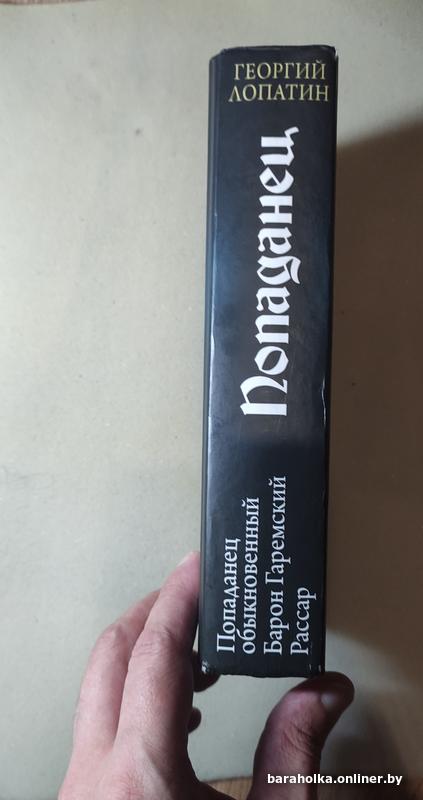 ГЕОРГИЙ
ЛОПАТИН
Попаданец
Попаданец
обыкновенный
Барон Гаремский
Рассар
baraholka.onliner.by